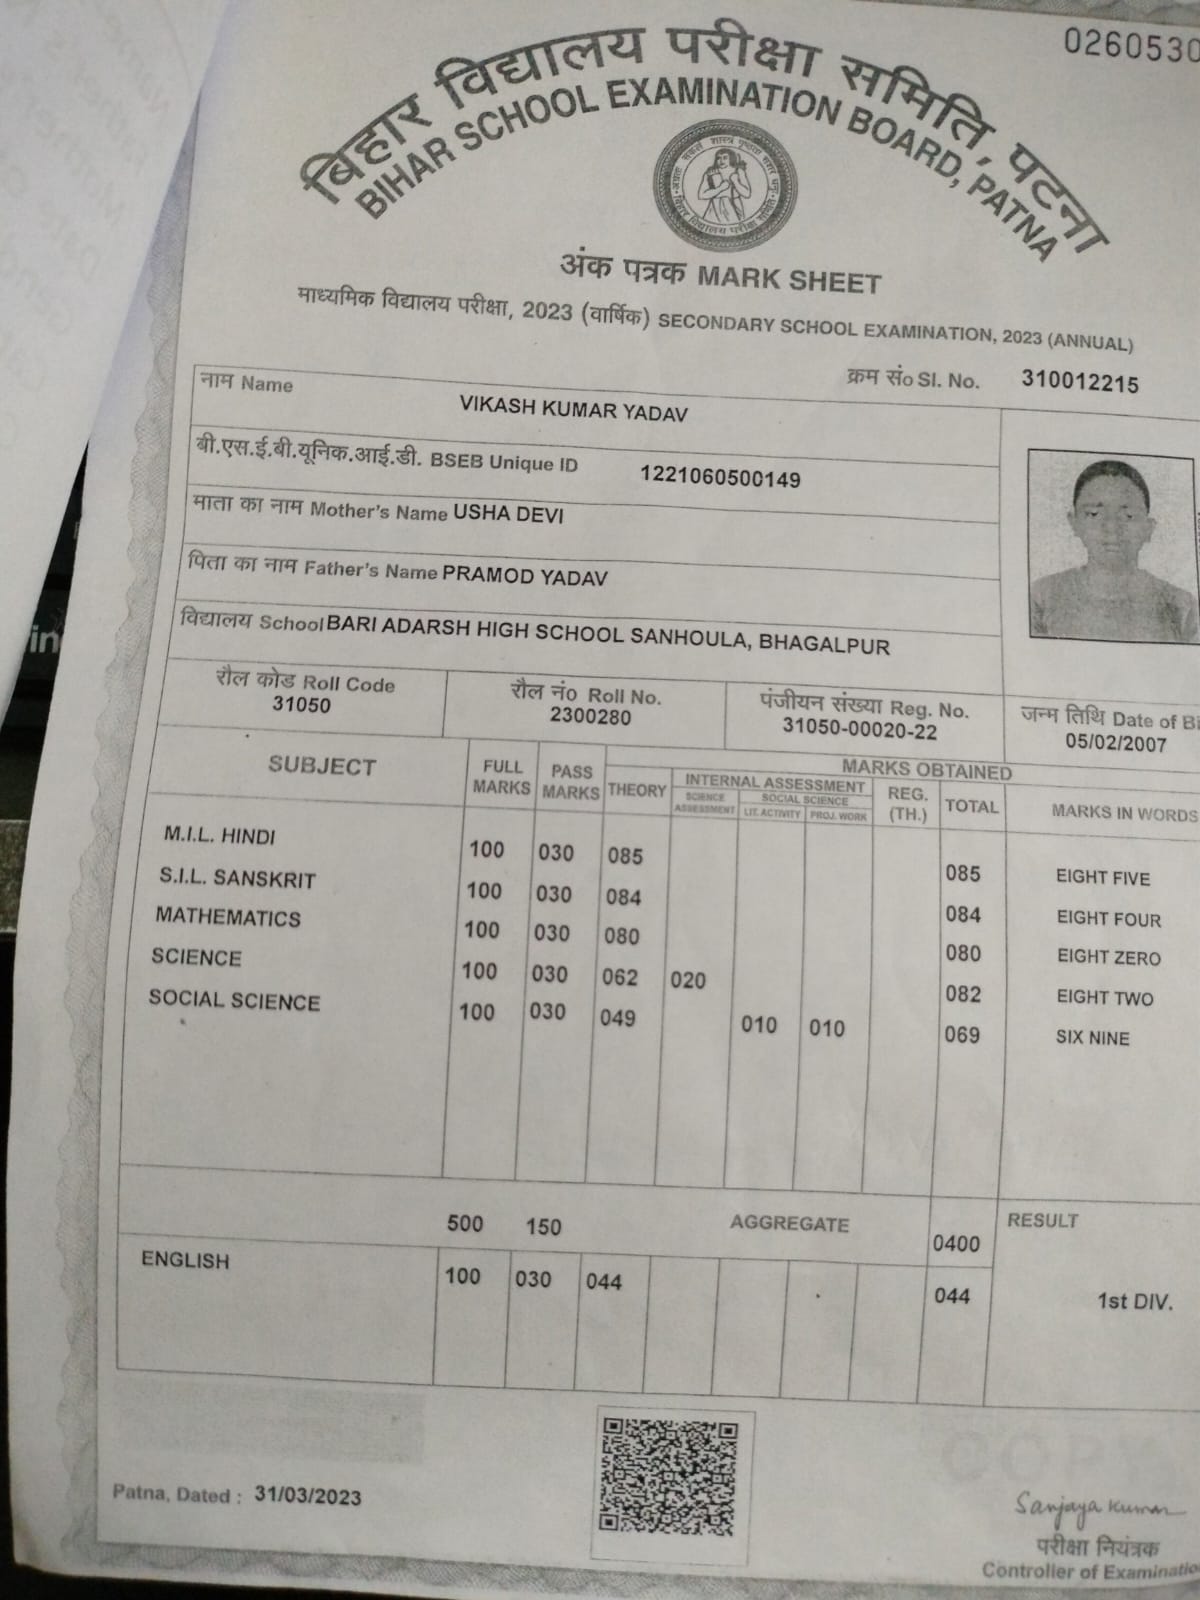 0260530
बिहार विद्यालय परीक्षा समिति, पटना
BIHAR SCHOOL EXAMINATION BOARD, PATNA
अंक पत्रक MARK SHEET
माध्यमिक विद्यालय परीक्षा, 2023 (वार्षिक) SECONDARY SCHOOL EXAMINATION, 2023 (ANNUAL)
क्रम सं० Sl. No. 310012215
नाम Name VIKASH KUMAR YADAV
बी.एस.ई.बी.यूनिक.आई.डी. BSEB Unique ID 1221060500149
माता का नाम Mother's Name USHA DEVI
पिता का नाम Father's Name PRAMOD YADAV
विद्यालय School BARI ADARSH HIGH SCHOOL SANHOULA, BHAGALPUR
रौल कोड Roll Code रौल नं० Roll No. पंजीयन संख्या Reg. No. जन्म तिथि Date of Bi
31050 2300280 31050-00020-22 05/02/2007
SUBJECT FULL MARKS PASS MARKS THEORY MARKS OBTAINED
INTERNAL ASSESSMENT REG. (TH.) TOTAL MARKS IN WORDS
SCIENCE ASSESSMENT SOCIAL SCIENCE
LIT. ACTIVITY PROJ. WORK
M.I.L. HINDI 100 030 085 085 EIGHT FIVE
S.I.L. SANSKRIT 100 030 084 084 EIGHT FOUR
MATHEMATICS 100 030 080 080 EIGHT ZERO
SCIENCE 100 030 062 020 082 EIGHT TWO
SOCIAL SCIENCE 100 030 049 010 010 069 SIX NINE
500 150 AGGREGATE 0400 RESULT
ENGLISH 100 030 044 044 1st DIV.
Patna, Dated : 31/03/2023
Sanjaya Kumar
परीक्षा नियंत्रक
Controller of Examinatio